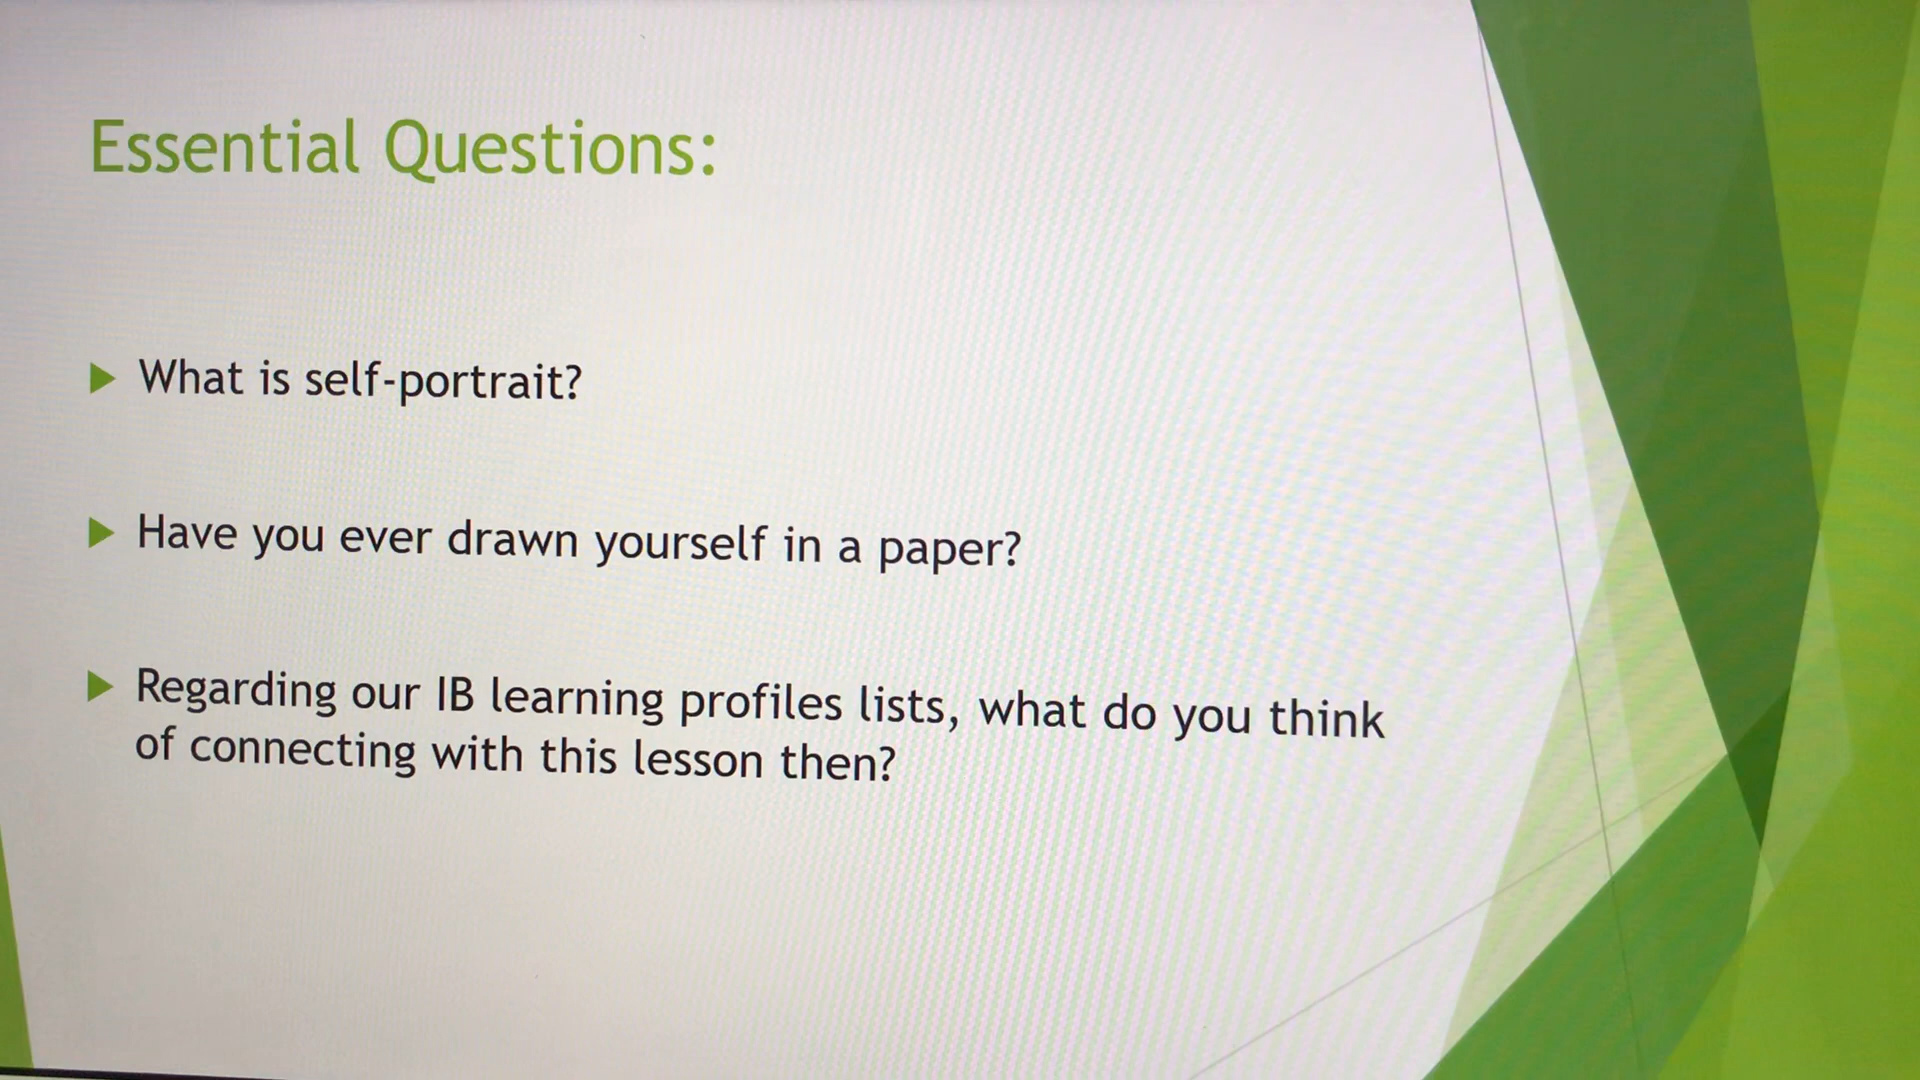 Essential Questions:
What is self-portrait?
Have you ever drawn yourself in a paper?
Regarding our IB learning profiles lists, what do you think
of connecting with this lesson then?